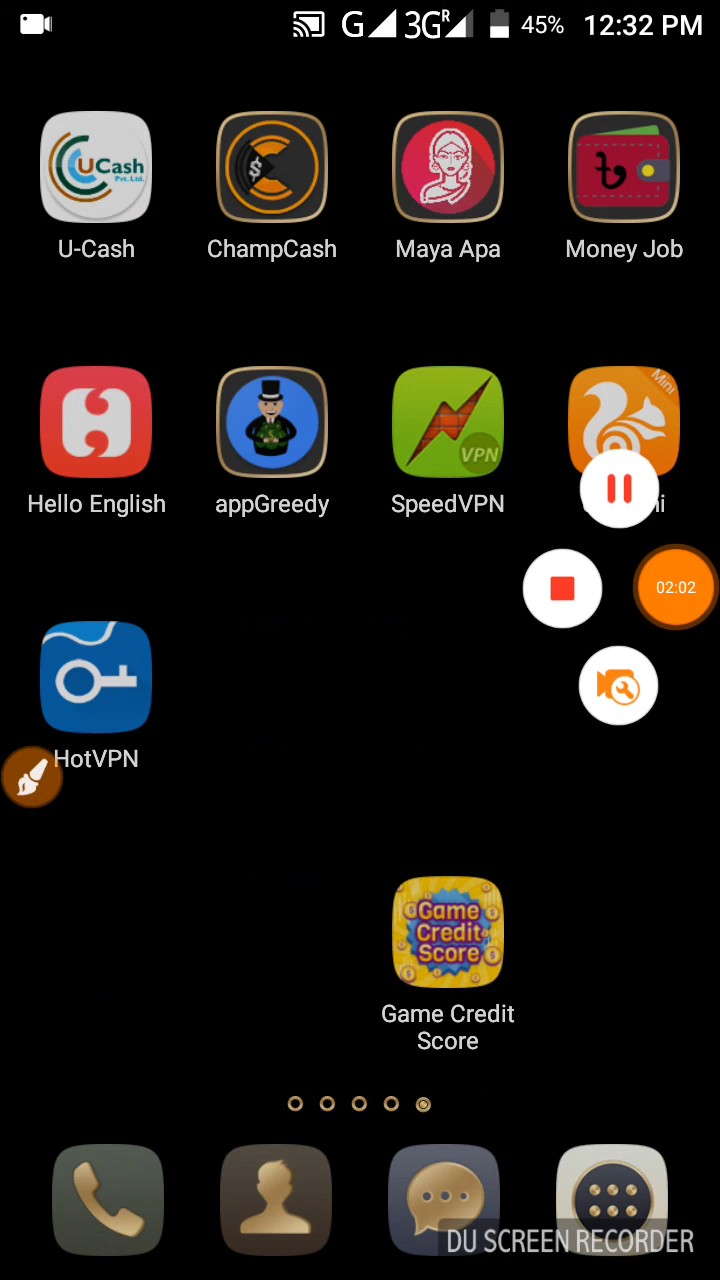 G 3G R 45% 12:32 PM
UCash
Pvt. Ltd.
$
৳
U-Cash
ChampCash
Maya Apa
Money Job
VPN
Mini
Hello English
appGreedy
SpeedVPN
02:02
HotVPN
Game
Credit
Score
Game Credit
Score
DU SCREEN RECORDER